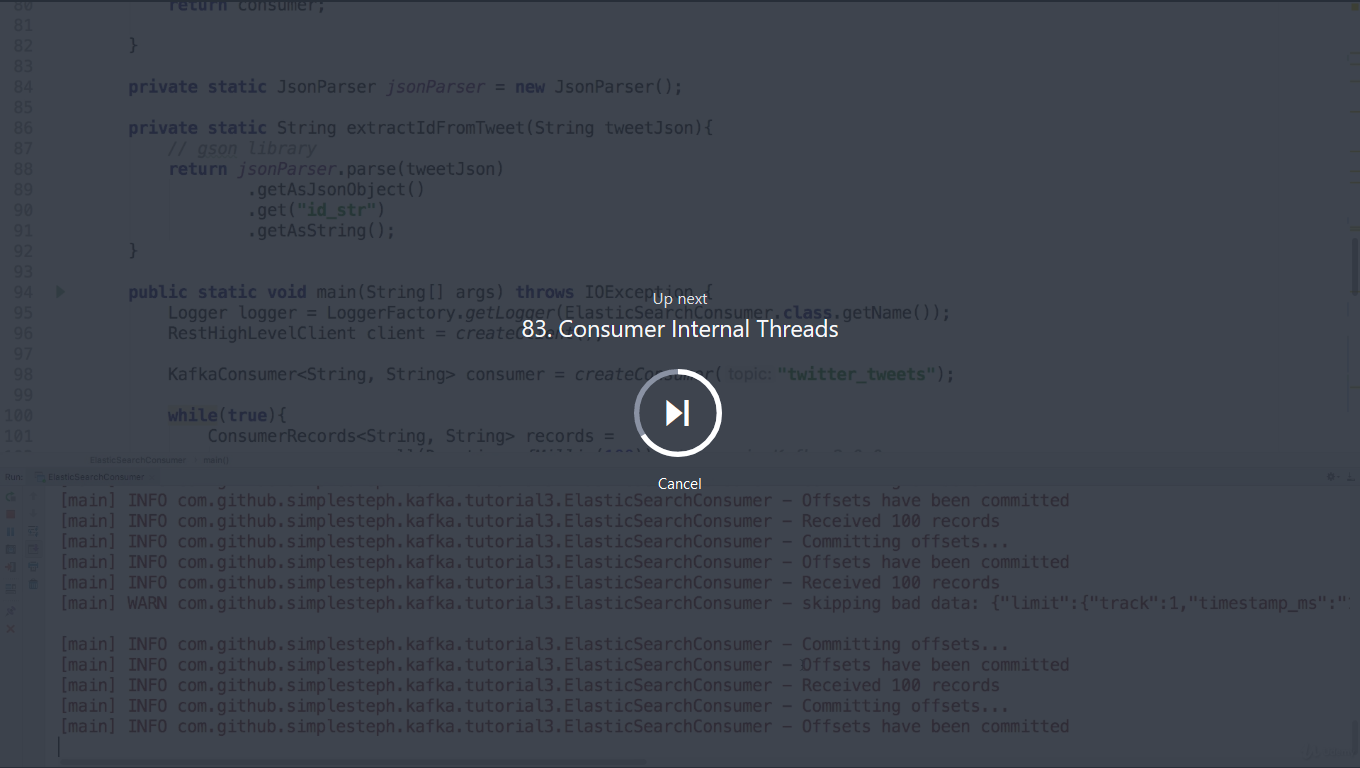 80 return consumer;
81
82 }
83
84 private static JsonParser jsonParser = new JsonParser();
85
86 private static String extractIdFromTweet(String tweetJson){
87 // gson library
88 return jsonParser.parse(tweetJson)
89 .getAsJsonObject()
90 .get("id_str")
91 .getAsString();
92 }
93
94 public static void main(String[] args) throws IOException {
Up next
95 Logger logger = LoggerFactory.getLogger(ElasticSearchConsumer.class.getName());
83. Consumer Internal Threads
96 RestHighLevelClient client =
97
98 KafkaConsumer<String, String> consumer = createConsumer( topic: "twitter_tweets");
99
100 while(true){
101 ConsumerRecords<String, String> records =
ElasticSearchConsumer main()
Run: ElasticSearchConsumer
Cancel
[main] INFO com.github.simplesteph.kafka.tutorial3.ElasticSearchConsumer - Offsets have been committed
[main] INFO com.github.simplesteph.kafka.tutorial3.ElasticSearchConsumer - Received 100 records
[main] INFO com.github.simplesteph.kafka.tutorial3.ElasticSearchConsumer - Committing offsets...
[main] INFO com.github.simplesteph.kafka.tutorial3.ElasticSearchConsumer - Offsets have been committed
[main] INFO com.github.simplesteph.kafka.tutorial3.ElasticSearchConsumer - Received 100 records
[main] WARN com.github.simplesteph.kafka.tutorial3.ElasticSearchConsumer - skipping bad data: {"limit":{"track":1,"timestamp_ms":"
[main] INFO com.github.simplesteph.kafka.tutorial3.ElasticSearchConsumer - Committing offsets...
[main] INFO com.github.simplesteph.kafka.tutorial3.ElasticSearchConsumer - Offsets have been committed
[main] INFO com.github.simplesteph.kafka.tutorial3.ElasticSearchConsumer - Received 100 records
[main] INFO com.github.simplesteph.kafka.tutorial3.ElasticSearchConsumer - Committing offsets...
[main] INFO com.github.simplesteph.kafka.tutorial3.ElasticSearchConsumer - Offsets have been committed